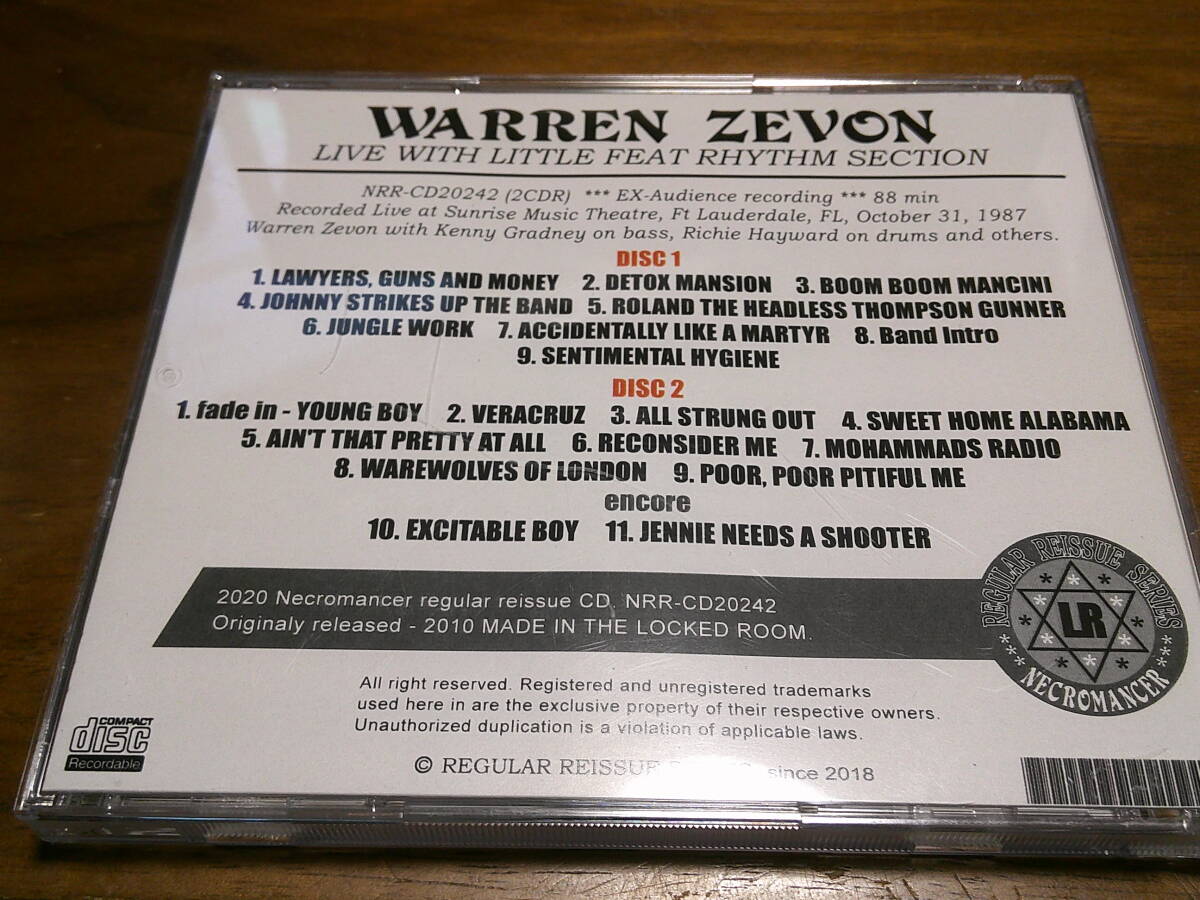 WARREN ZEVON
LIVE WITH LITTLE FEAT RHYTHM SECTION
NRR-CD20242 (2CDR) *** EX-Audience recording *** 88 min
Recorded Live at Sunrise Music Theatre, Ft Lauderdale, FL, October 31, 1987
Warren Zevon with Kenny Gradney on bass, Richie Hayward on drums and others.
DISC 1
1. LAWYERS, GUNS AND MONEY 2. DETOX MANSION 3. BOOM BOOM MANCINI
4. JOHNNY STRIKES UP THE BAND 5. ROLAND THE HEADLESS THOMPSON GUNNER
6. JUNGLE WORK 7. ACCIDENTALLY LIKE A MARTYR 8. Band Intro
9. SENTIMENTAL HYGIENE
DISC 2
1. fade in - YOUNG BOY 2. VERACRUZ 3. ALL STRUNG OUT 4. SWEET HOME ALABAMA
5. AIN'T THAT PRETTY AT ALL 6. RECONSIDER ME 7. MOHAMMADS RADIO
8. WAREWOLVES OF LONDON 9. POOR, POOR PITIFUL ME
encore
10. EXCITABLE BOY 11. JENNIE NEEDS A SHOOTER
2020 Necromancer regular reissue CD, NRR-CD20242
Originaly released - 2010 MADE IN THE LOCKED ROOM.
REGULAR REISSUE SERIES
LR
*** NECROMANCER ***
All right reserved. Registered and unregistered trademarks
used here in are the exclusive property of their respective owners.
Unauthorized duplication is a violation of applicable laws.
COMPACT
disc
Recordable
© REGULAR REISSUE since 2018